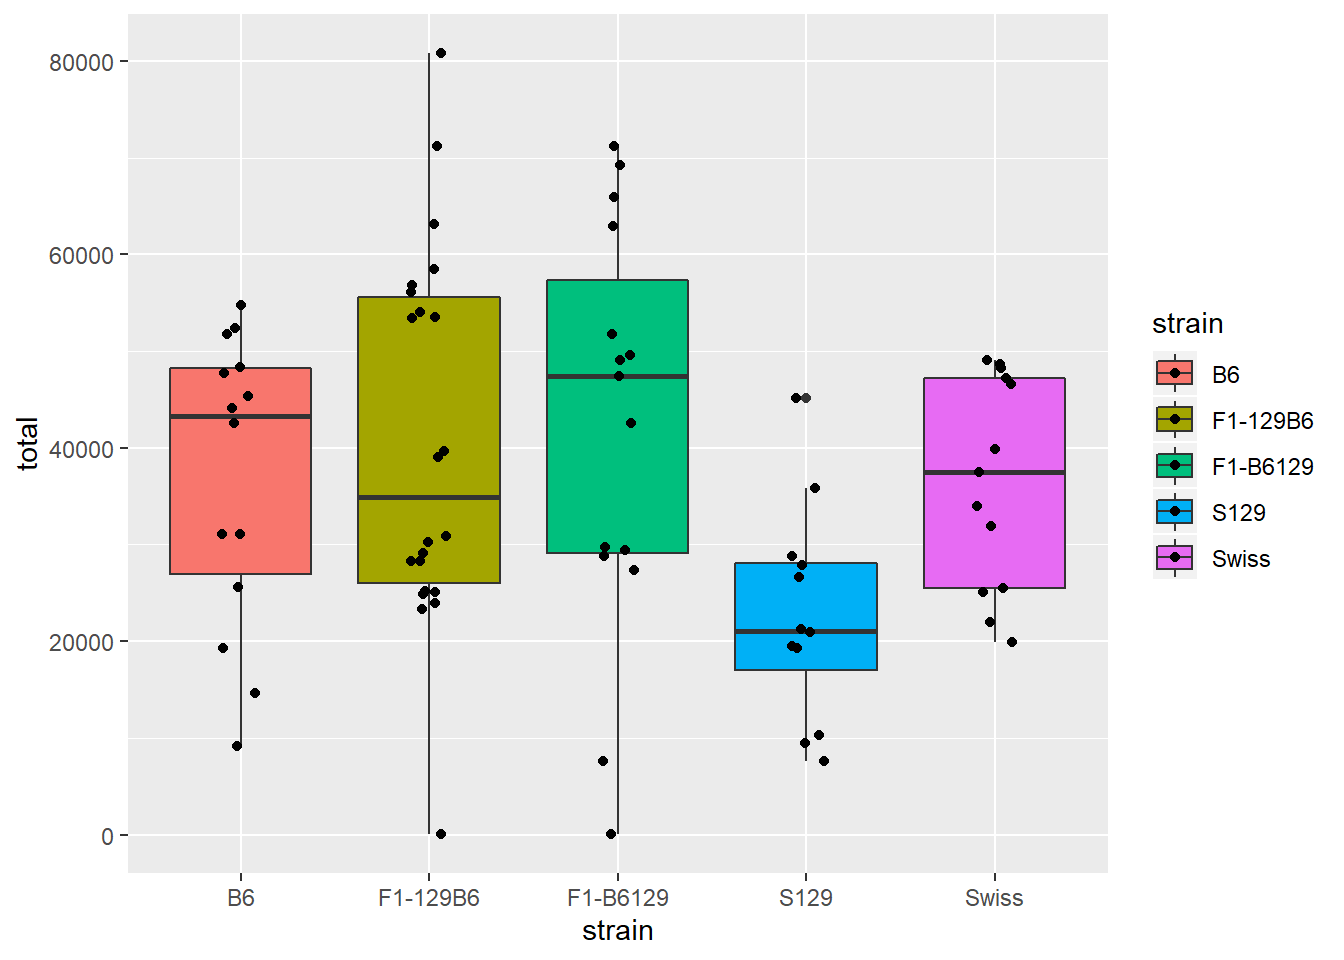 total
80000
60000
40000
20000
0
B6
F1-129B6
F1-B6129
S129
Swiss
strain
strain
B6
F1-129B6
F1-B6129
S129
Swiss